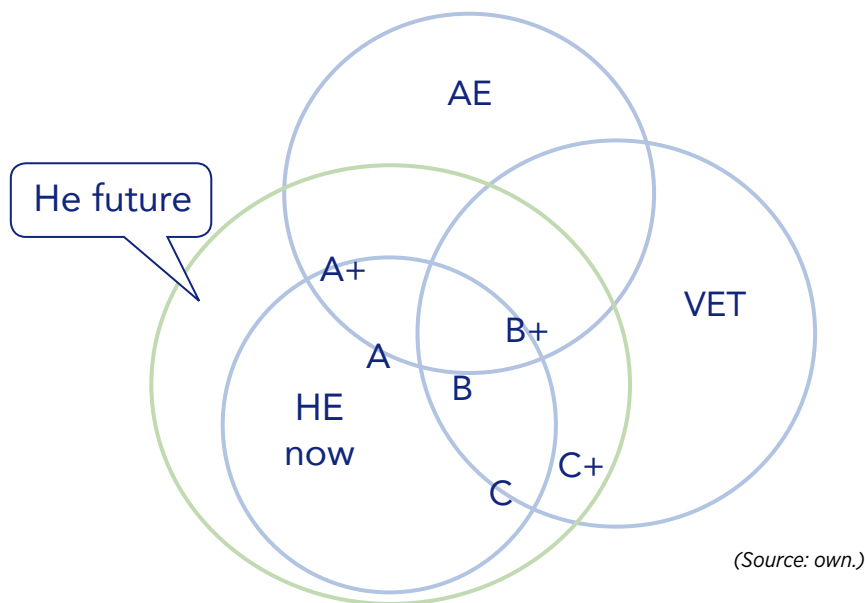 AE
He future
A+
VET
B+
A
B
HE
now
C+
C
(Source: own.)